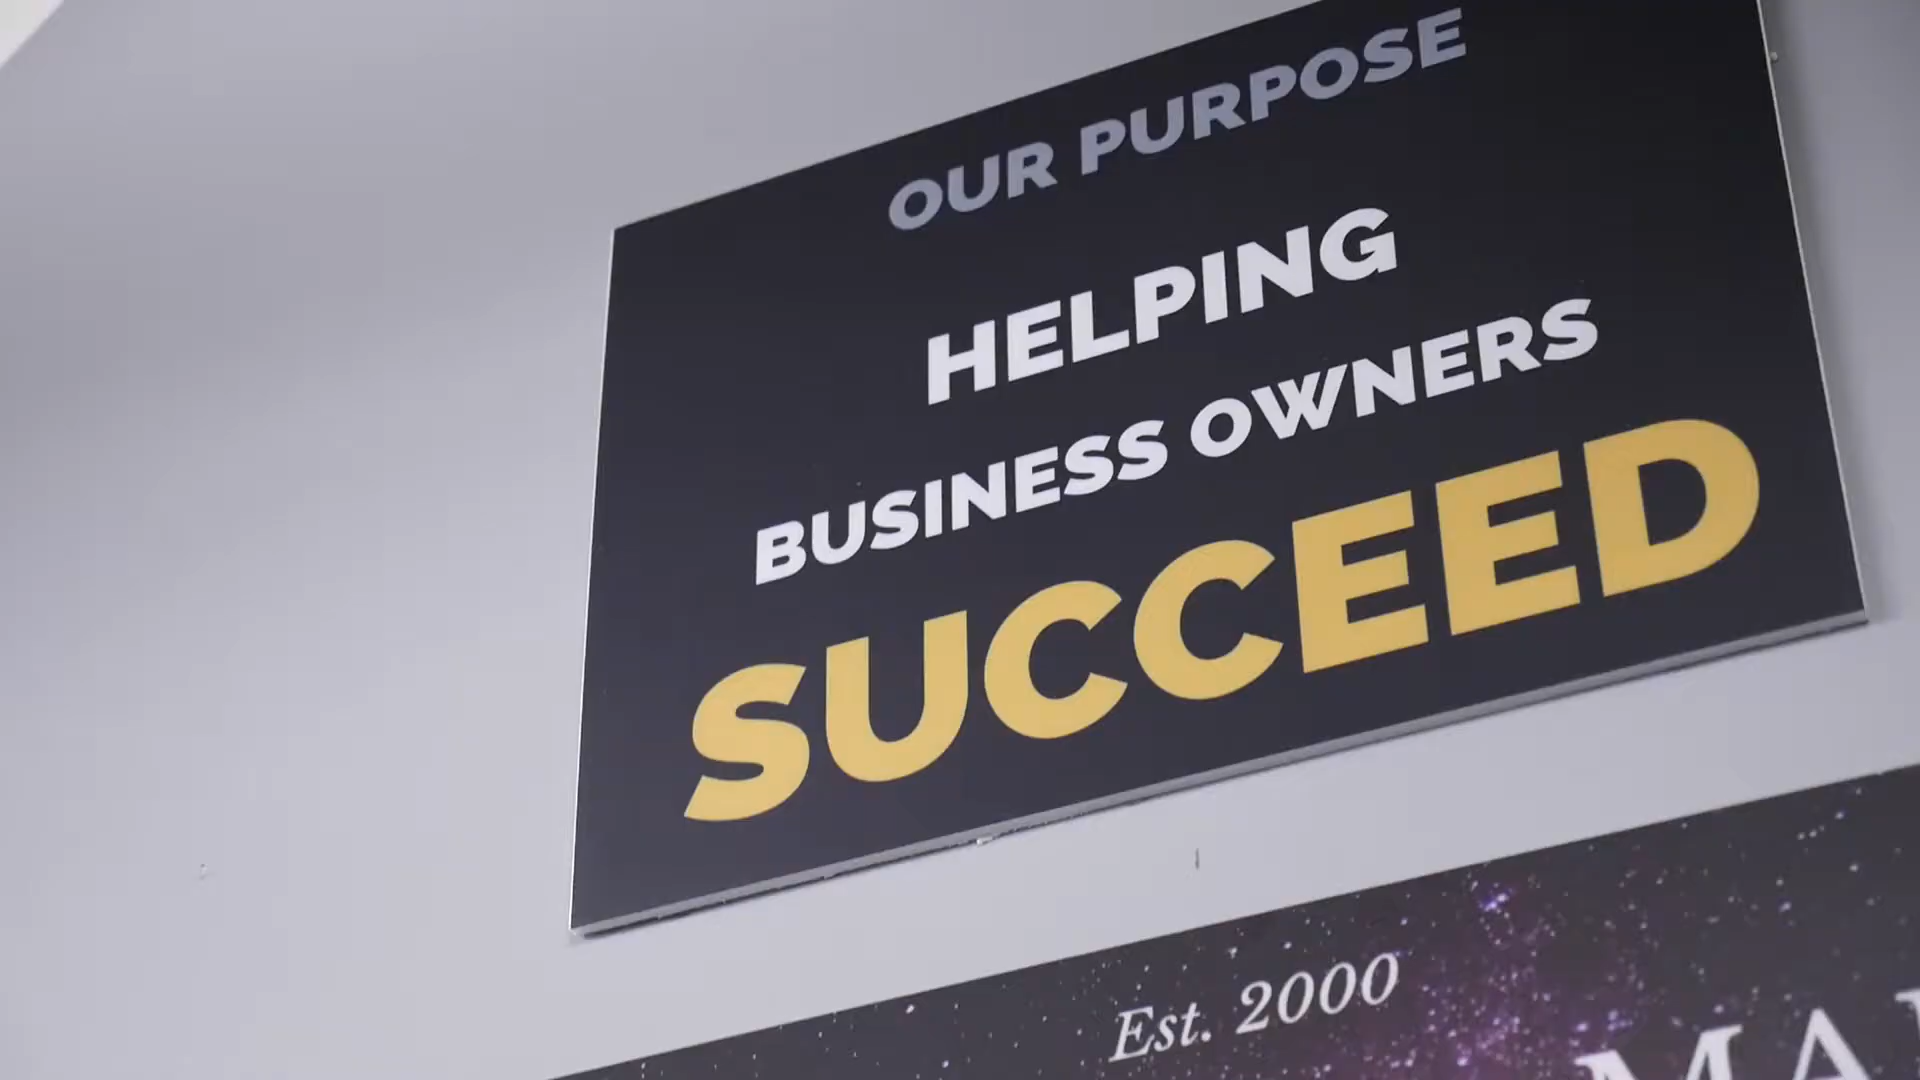 OUR PURPOSE
HELPING
BUSINESS OWNERS
SUCCEED
Est. 2000